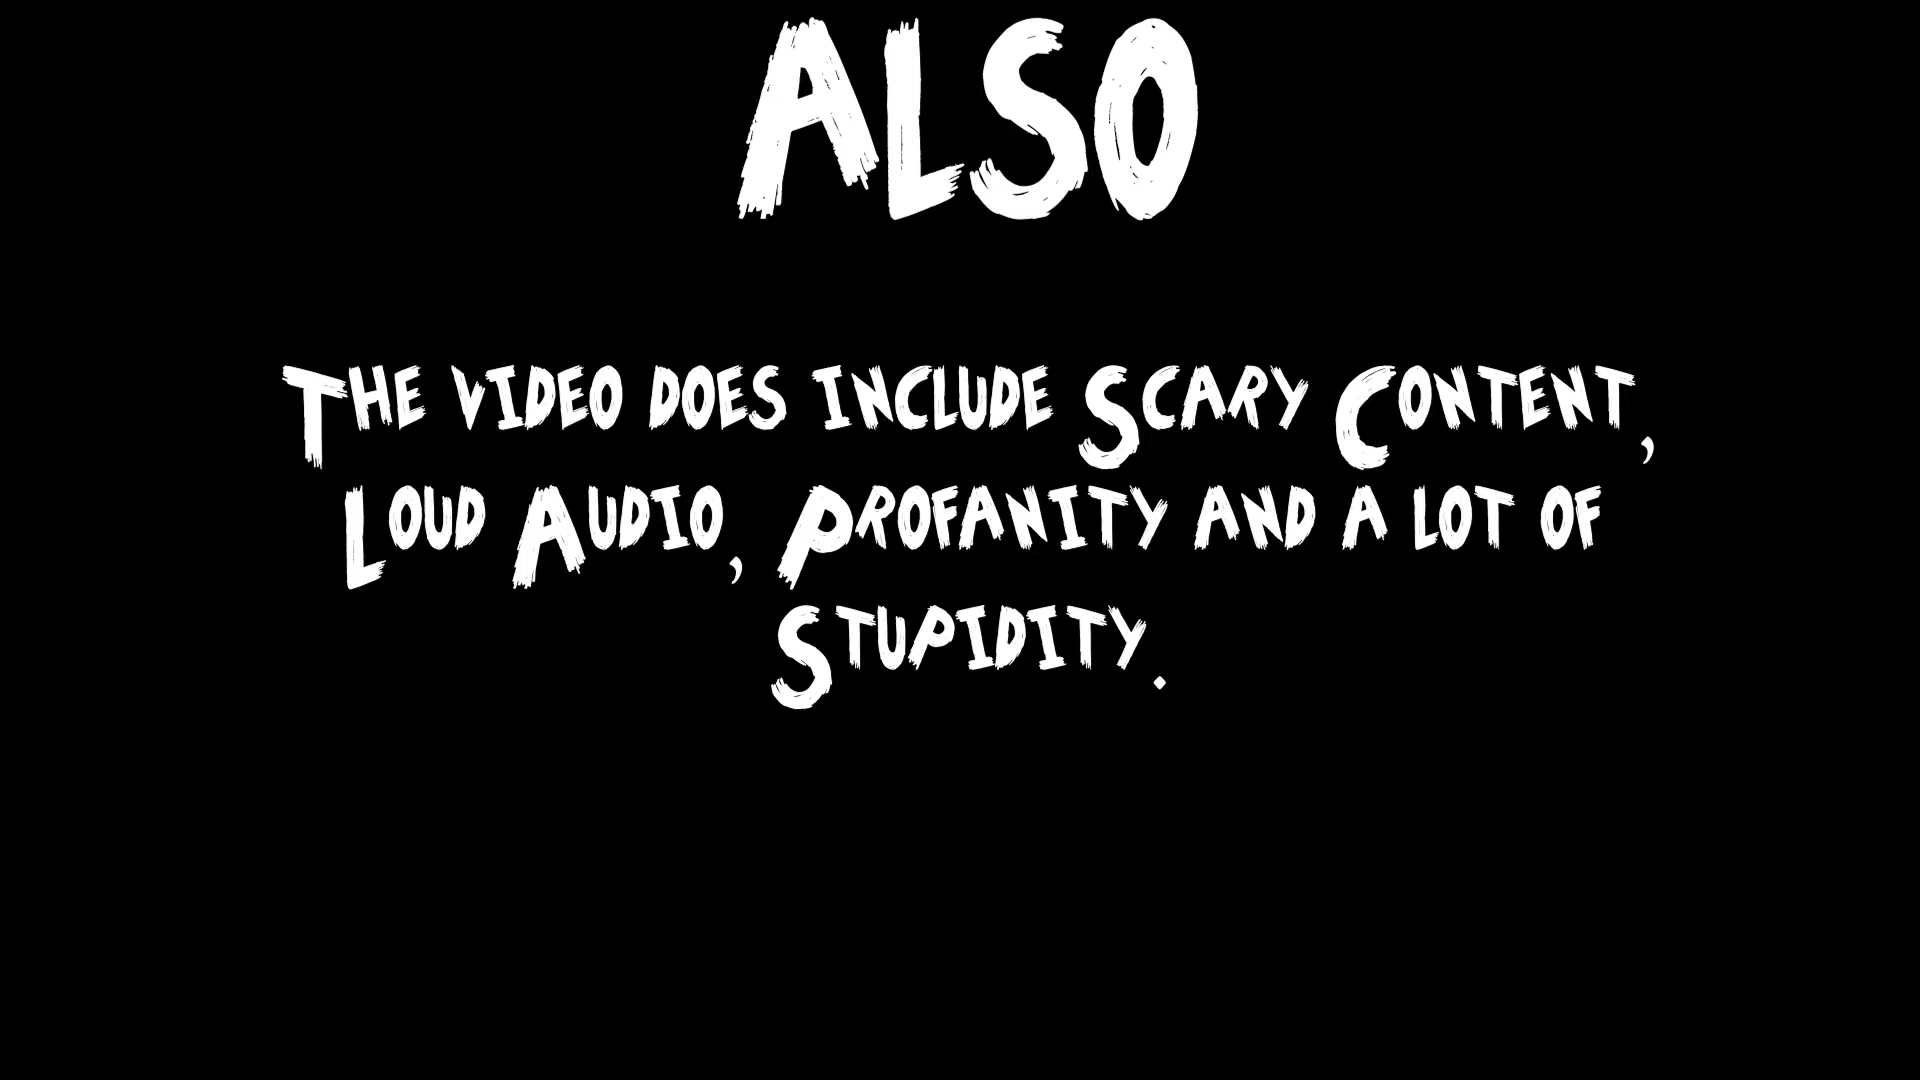 ALSO
The video does include Scary Content,
Loud Audio, Profanity and a lot of
Stupidity.